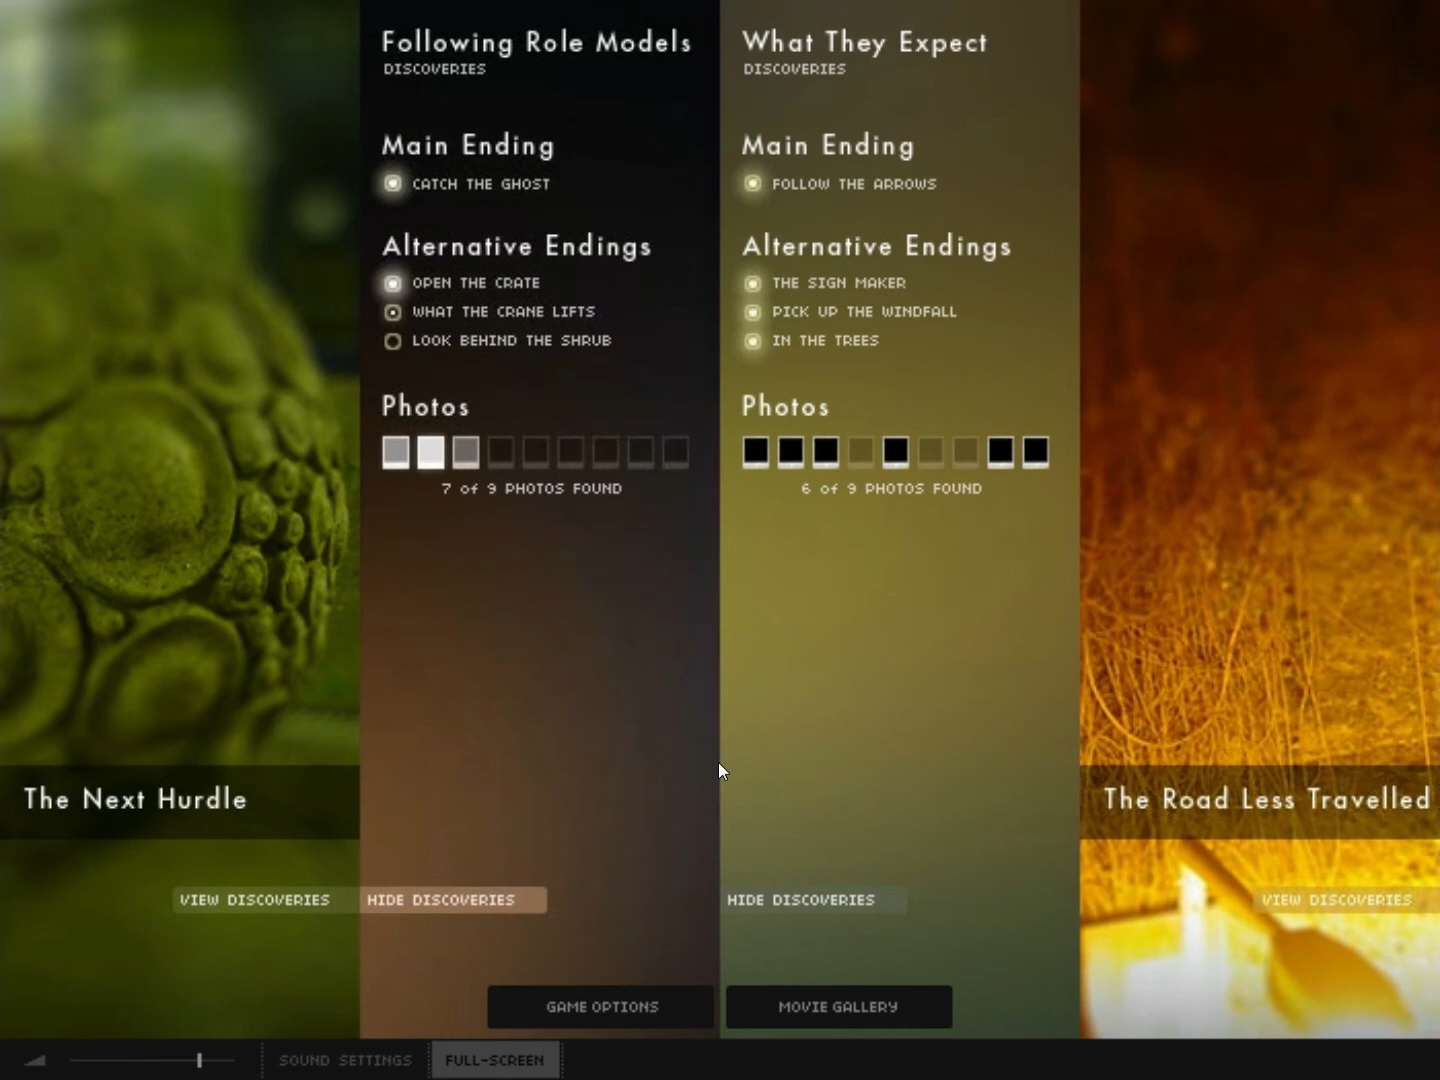 Following Role Models
DISCOVERIES
Main Ending
CATCH THE GHOST
Alternative Endings
OPEN THE CRATE
WHAT THE CRANE LIFTS
LOOK BEHIND THE SHRUB
Photos
7 of 9 PHOTOS FOUND
What They Expect
DISCOVERIES
Main Ending
FOLLOW THE ARROWS
Alternative Endings
THE SIGN MAKER
PICK UP THE WINDFALL
IN THE TREES
Photos
6 of 9 PHOTOS FOUND
The Next Hurdle
The Road Less Travelled
VIEW DISCOVERIES
HIDE DISCOVERIES
HIDE DISCOVERIES
VIEW DISCOVERIES
GAME OPTIONS
MOVIE GALLERY
SOUND SETTINGS
FULL-SCREEN